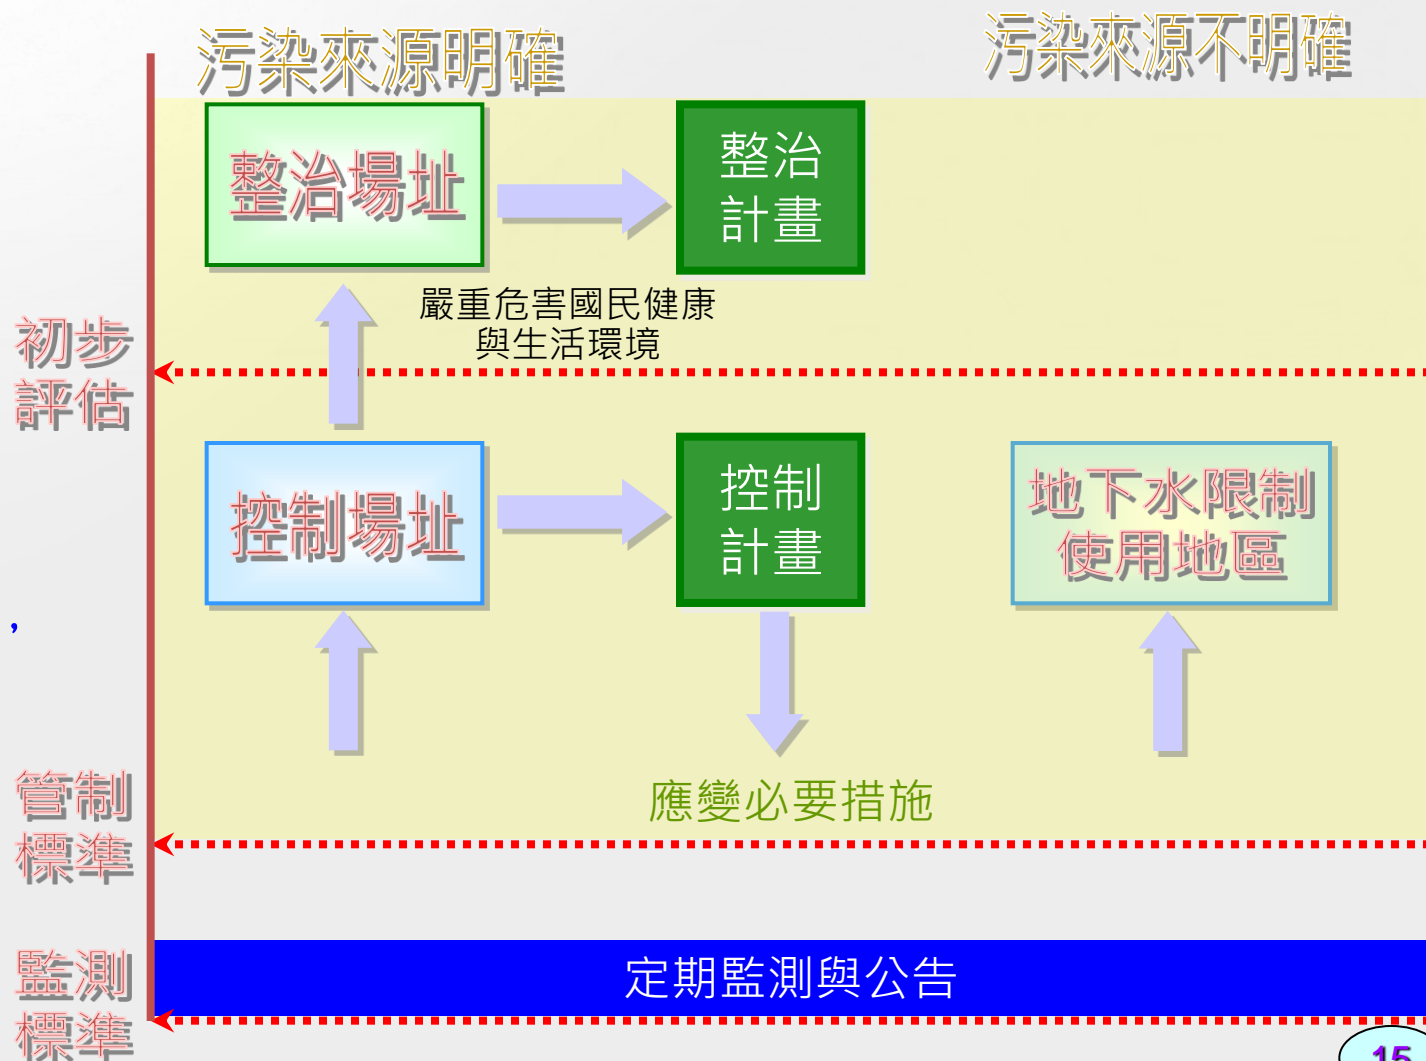 污染來源明確
污染來源不明確
整治場址
整治
計畫
嚴重危害國民健康
與生活環境
初步
評估
控制場址
控制
計畫
地下水限制
使用地區
,
應變必要措施
管制
標準
定期監測與公告
監測
標準
15